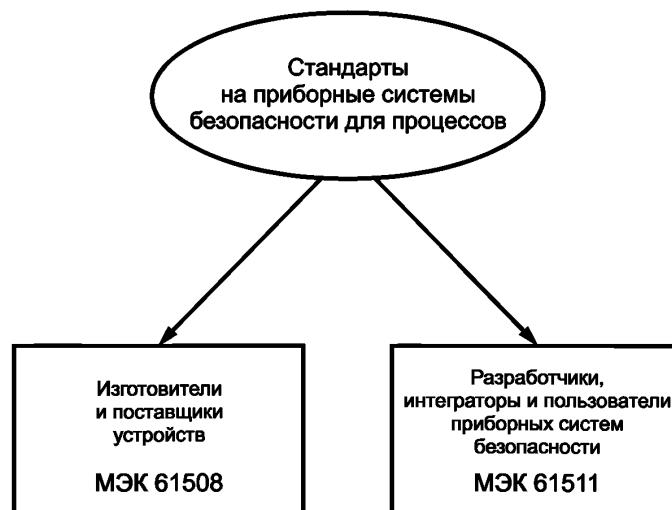 Стандарты
на приборные системы
безопасности для процессов
Изготовители
и поставщики
устройств
МЭК 61508
Разработчики,
интеграторы и пользователи
приборных систем
безопасности
МЭК 61511